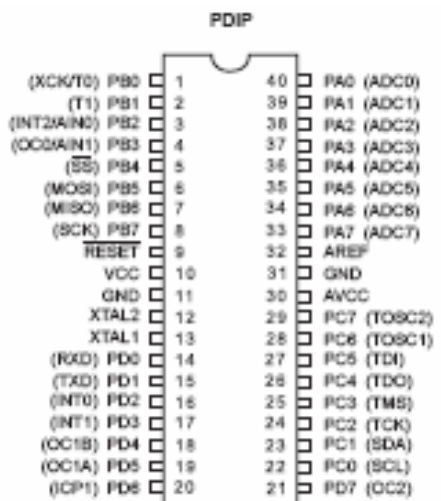 PDIP
(XCK/T0) PB0 1 40 PA0 (ADC0)
(T1) PB1 2 39 PA1 (ADC1)
(INT2/AIN0) PB2 3 38 PA2 (ADC2)
(OC0/AIN1) PB3 4 37 PA3 (ADC3)
(SS) PB4 5 36 PA4 (ADC4)
(MOSI) PB5 6 35 PA5 (ADC5)
(MISO) PB6 7 34 PA6 (ADC6)
(SCK) PB7 8 33 PA7 (ADC7)
RESET 9 32 AREF
VCC 10 31 GND
GND 11 30 AVCC
XTAL2 12 29 PC7 (TOSC2)
XTAL1 13 28 PC6 (TOSC1)
(RXD) PD0 14 27 PC5 (TDI)
(TXD) PD1 15 26 PC4 (TDO)
(INT0) PD2 16 25 PC3 (TMS)
(INT1) PD3 17 24 PC2 (TCK)
(OC1B) PD4 18 23 PC1 (SDA)
(OC1A) PD5 19 22 PC0 (SCL)
(ICP1) PD6 20 21 PD7 (OC2)